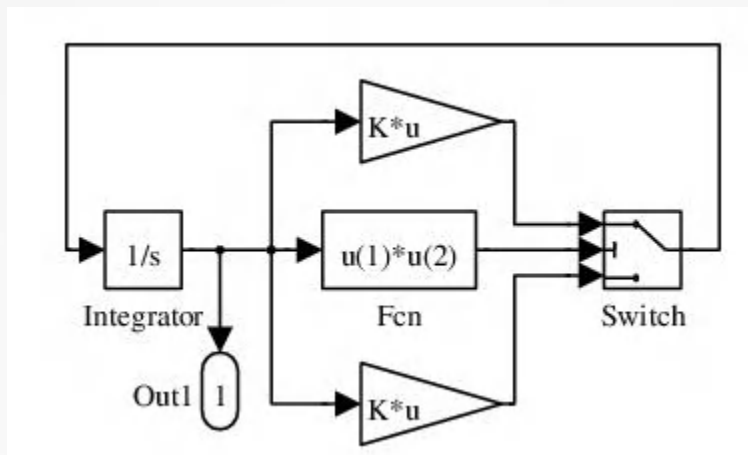 K*u
1/s
u(1)*u(2)
Integrator
Fcn
Switch
Out1
1
K*u